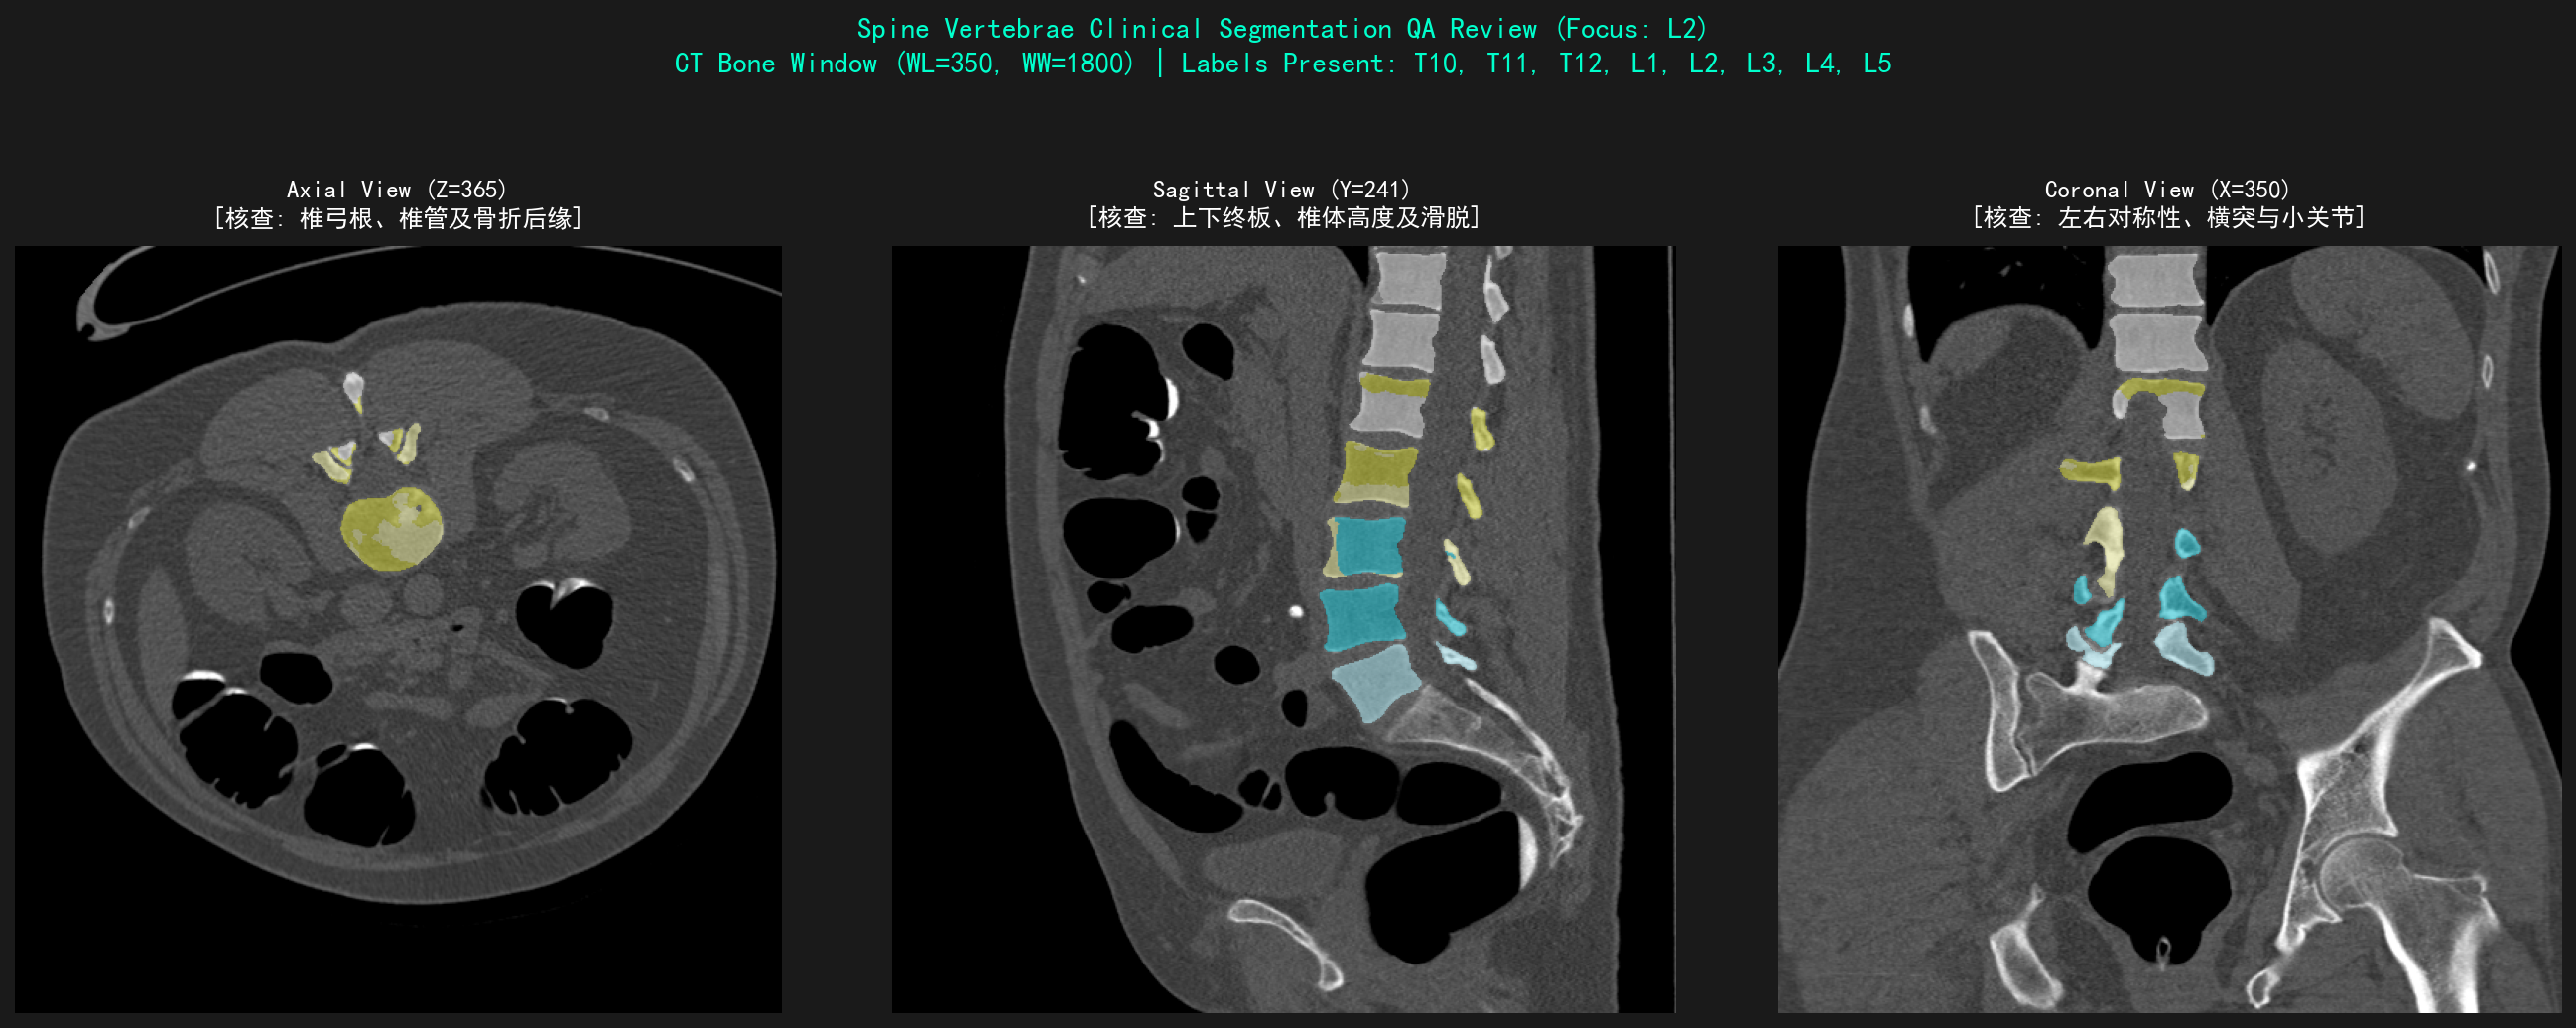 Spine Vertebrae Clinical Segmentation QA Review (Focus: L2)
CT Bone Window (WL=350, WW=1800) | Labels Present: T10, T11, T12, L1, L2, L3, L4, L5
Axial View (Z=365)
[核查: 椎弓根、椎管及骨折后缘]
Sagittal View (Y=241)
[核查: 上下终板、椎体高度及滑脱]
Coronal View (X=350)
[核查: 左右对称性、横突与小关节]